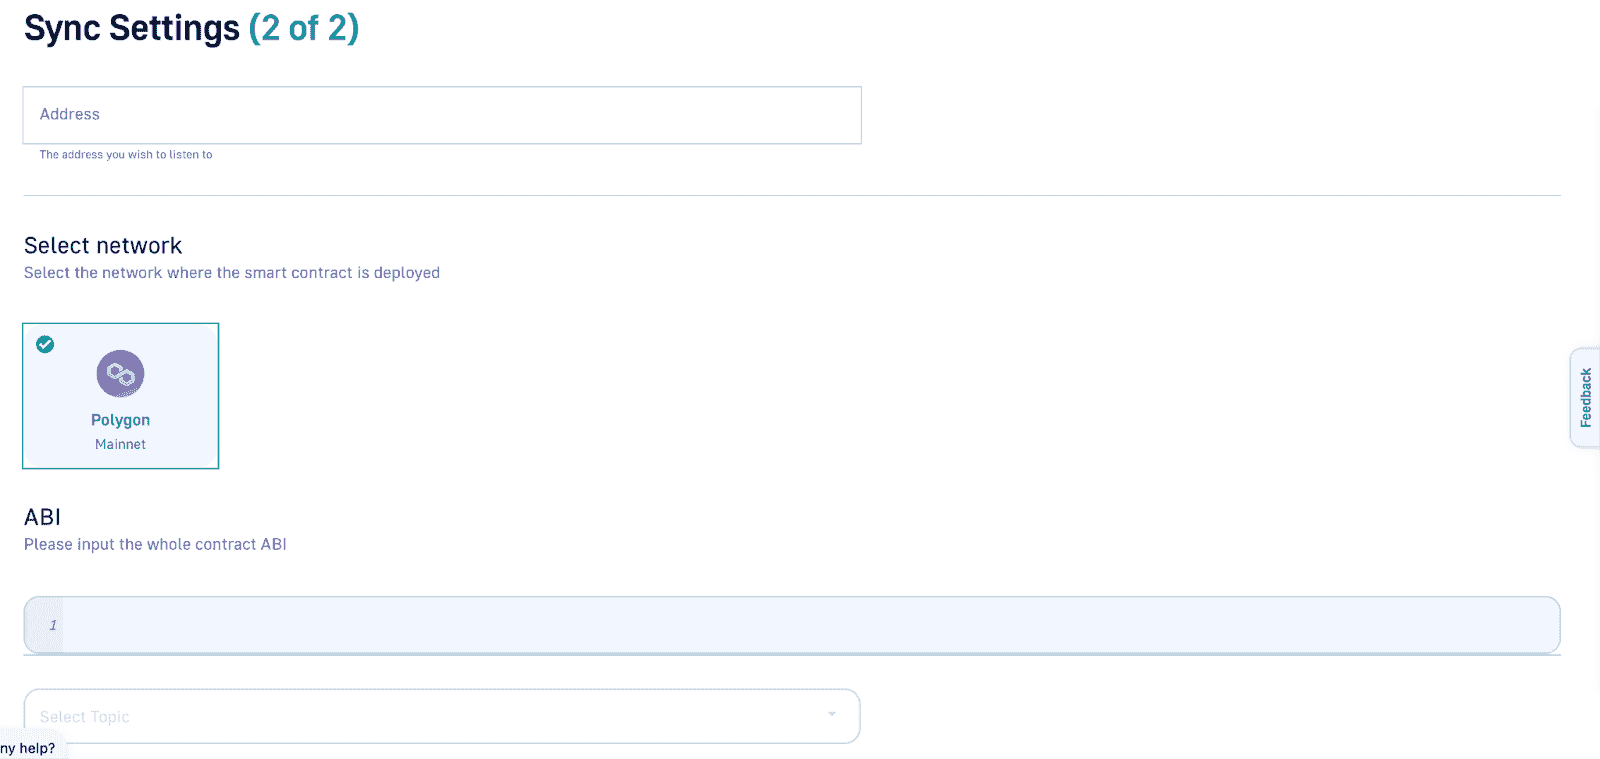 Sync Settings (2 of 2)
Address
The address you wish to listen to
Select network
Select the network where the smart contract is deployed
Polygon
Mainnet
Feedback
ABI
Please input the whole contract ABI
1
Select Topic
ny help?